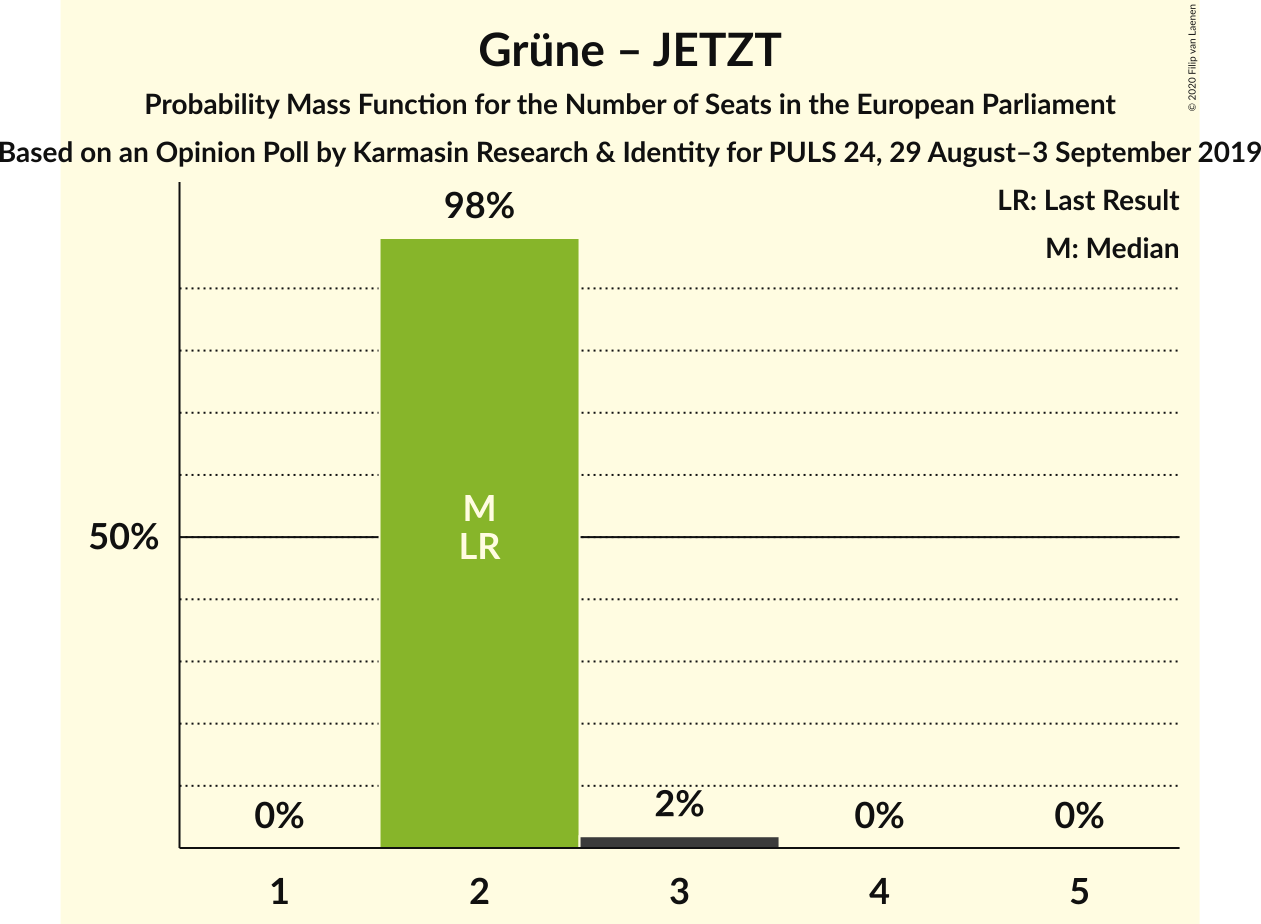 Grüne – JETZT
Probability Mass Function for the Number of Seats in the European Parliament
Based on an Opinion Poll by Karmasin Research & Identity for PULS 24, 29 August–3 September 2019
© 2020 Filip van Laenen
LR: Last Result
M: Median
98%
M
LR
50%
0%
2%
0%
0%
1
2
3
4
5